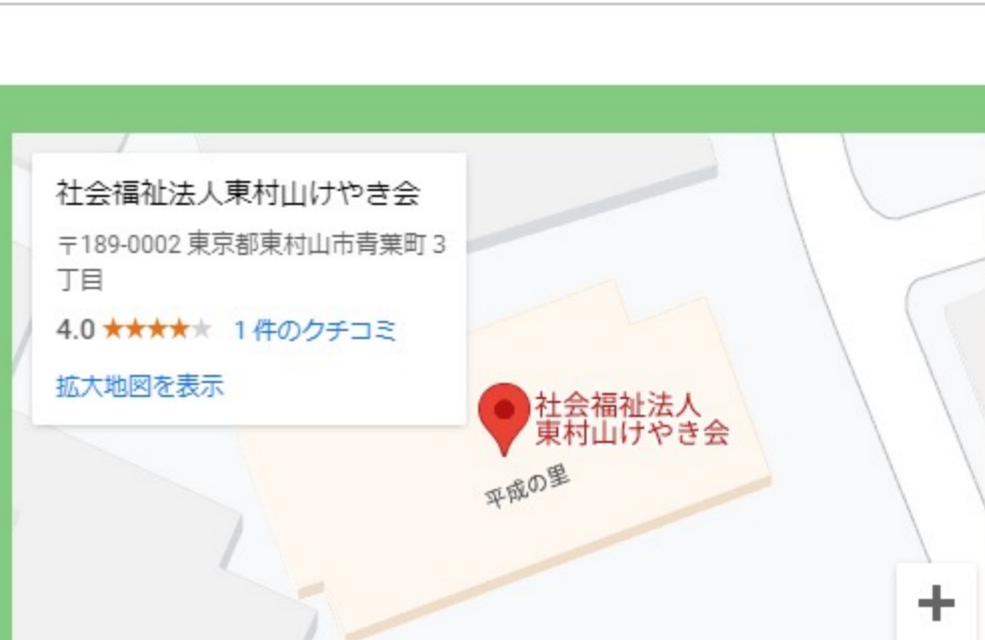 社会福祉法人東村山けやき会
〒189-0002 東京都東村山市青葉町3
丁目
4.0 ★★★★★ 1 件のクチコミ
拡大地図を表示
社会福祉法人
東村山けやき会
平成の里
+